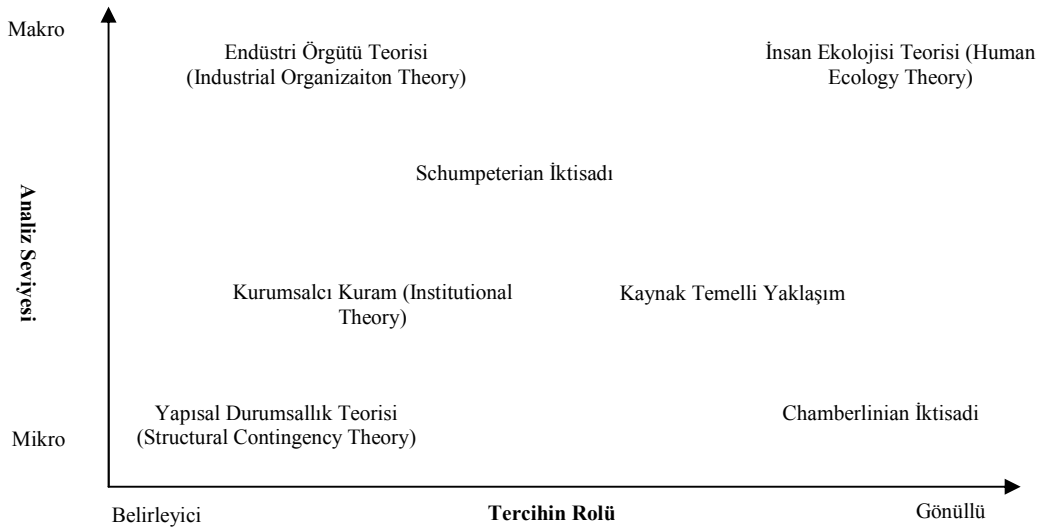 Makro
Endüstri Örgütü Teorisi
(Industrial Organizaiton Theory)
İnsan Ekolojisi Teorisi (Human
Ecology Theory)
Schumpeterian İktisadı
Analiz Seviyesi
Kurumsalcı Kuram (Institutional
Theory)
Kaynak Temelli Yaklaşım
Yapısal Durumsallık Teorisi
(Structural Contingency Theory)
Chamberlinian İktisadi
Mikro
Belirleyici
Tercihin Rolü
Gönüllü